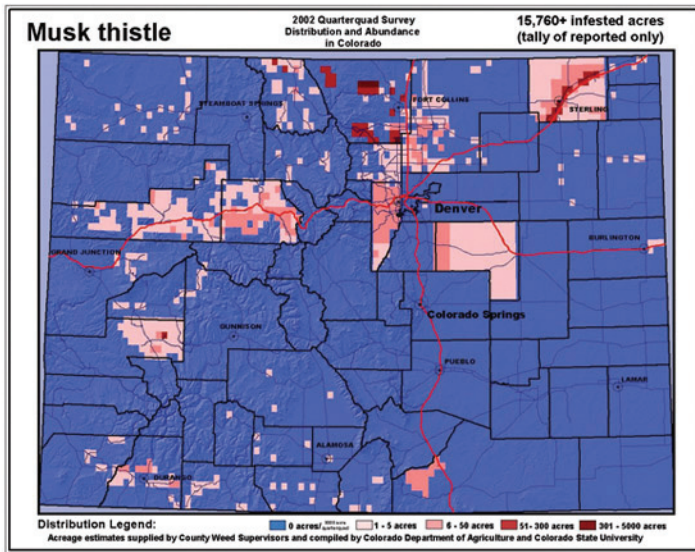 Musk thistle
2002 Quarterquad Survey
Distribution and Abundance
in Colorado
15,760+ infested acres
(tally of reported only)
STEAMBOAT SPRINGS
FORT COLLINS
STERLING
Denver
GRAND JUNCTION
BURLINGTON
GUNNISON
Colorado Springs
PUEBLO
LAMAR
ALAMOSA
DURANGO
Distribution Legend:
0 acres/
quarterquad
1 - 5 acres
6 - 50 acres
51- 300 acres
301 - 5000 acres
Acreage estimates supplied by County Weed Supervisors and compiled by Colorado Department of Agriculture and Colorado State University